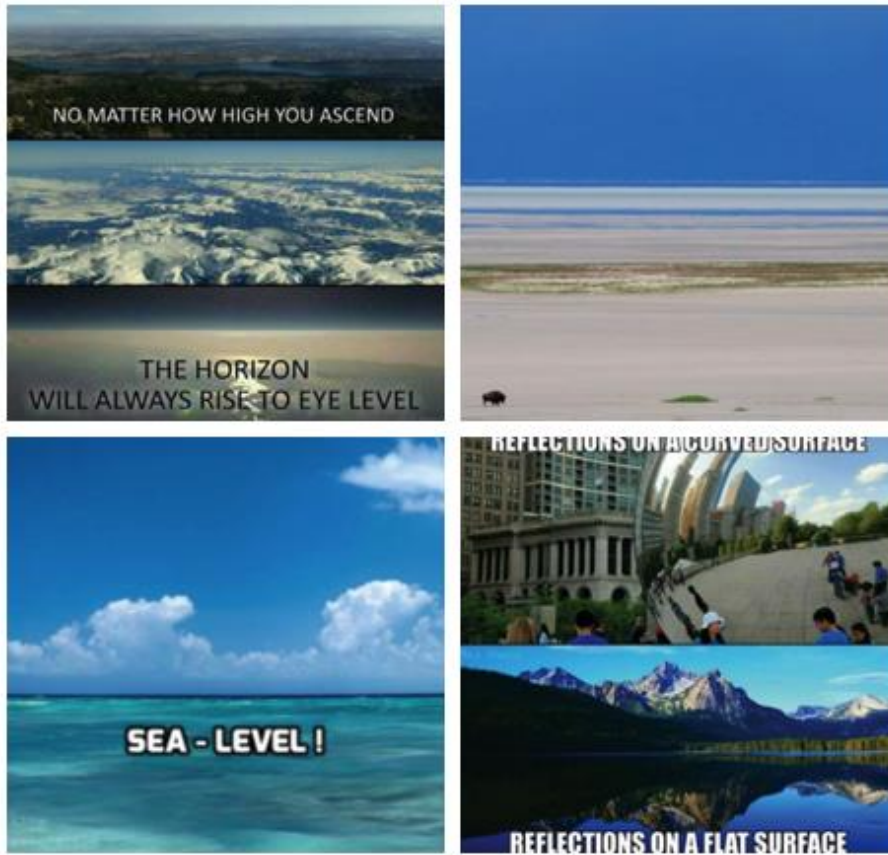 NO MATTER HOW HIGH YOU ASCEND
THE HORIZON
WILL ALWAYS RISE TO EYE LEVEL
SEA - LEVEL !
REFLECTIONS ON A CURVED SURFACE
REFLECTIONS ON A FLAT SURFACE